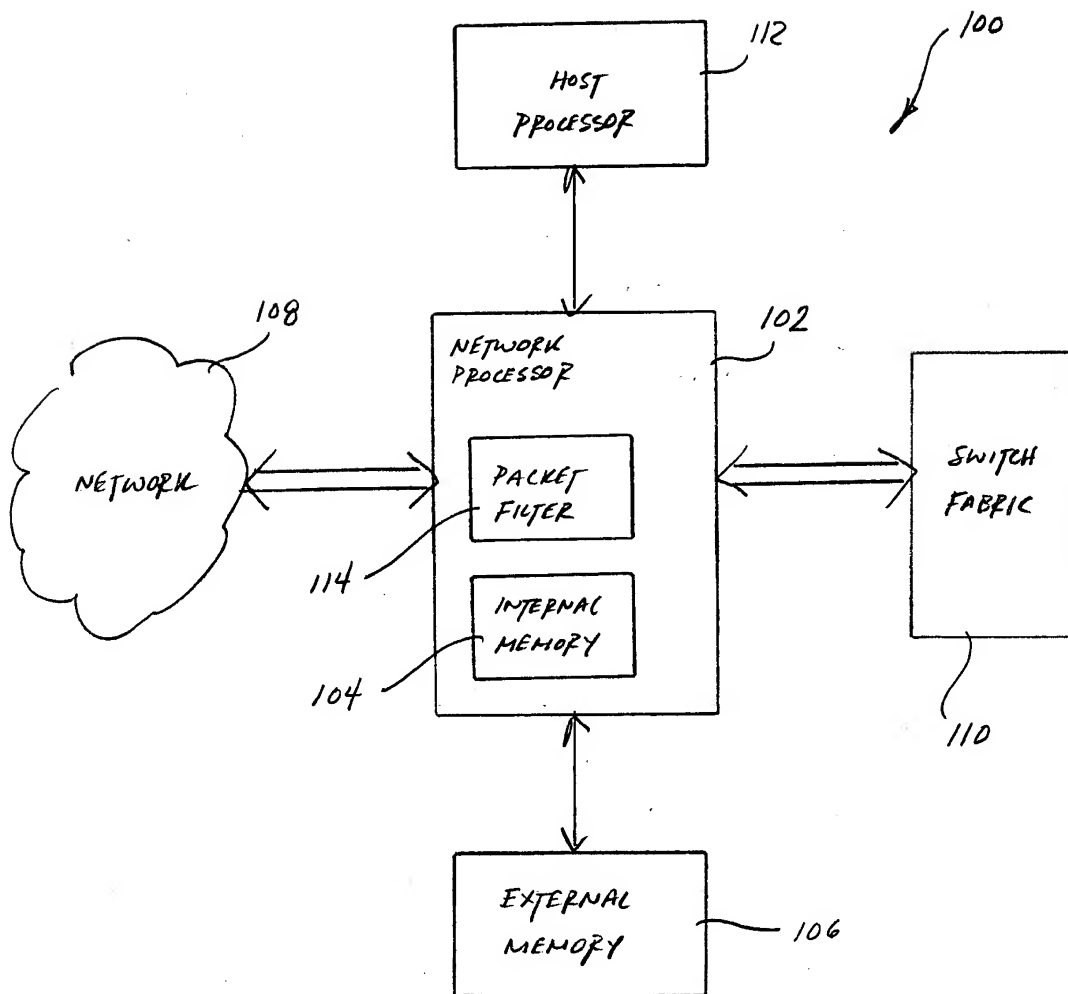 112
100
HOST
PROCESSOR
108
102
NETWORK
PROCESSOR
NETWORK
PACKET
FILTER
SWITCH
FABRIC
114
INTERNAL
MEMORY
104
110
EXTERNAL
MEMORY
106